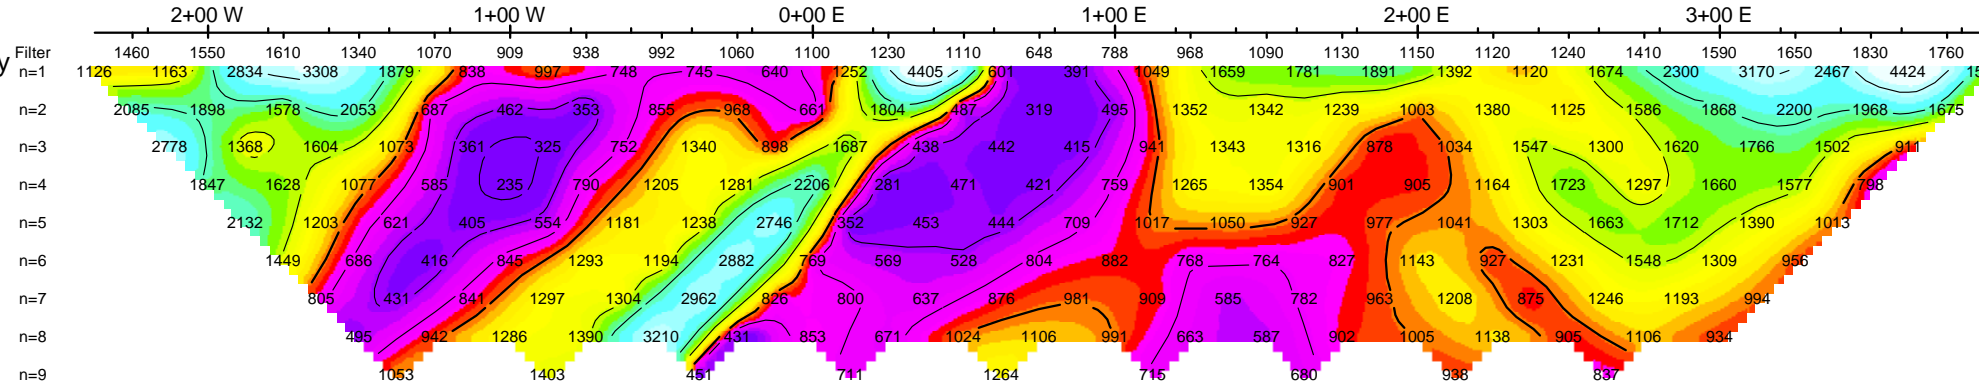 2+00 W 1+00 W 0+00 E 1+00 E 2+00 E 3+00 E
Filter 1460 1550 1610 1340 1070 909 938 992 1060 1100 1230 1110 648 788 968 1090 1130 1150 1120 1240 1410 1590 1650 1830 1760
y
n=1 1126 1163 2834 3308 1879 838 997 748 745 640 1252 4405 601 391 1049 1659 1781 1891 1392 1120 1674 2300 3170 2467 4424 15
n=2 2085 1898 1578 2053 687 462 353 855 968 661 1804 487 319 495 1352 1342 1239 1003 1380 1125 1586 1868 2200 1968 1675
n=3 2778 1368 1604 1073 361 325 752 1340 898 1687 438 442 415 941 1343 1316 878 1034 1547 1300 1620 1766 1502 911
n=4 1847 1628 1077 585 235 790 1205 1281 2206 281 471 421 759 1265 1354 901 905 1164 1723 1297 1660 1577 798
n=5 2132 1203 621 405 554 1181 1238 2746 352 453 444 709 1017 1050 927 977 1041 1303 1663 1712 1390 1013
n=6 1449 686 416 845 1293 1194 2882 769 569 528 804 882 768 764 827 1143 927 1231 1548 1309 956
n=7 805 431 841 1297 1304 2962 826 800 637 876 981 909 585 782 963 1208 875 1246 1193 994
n=8 495 942 1286 1390 3210 431 853 671 1024 1106 991 663 587 902 1005 1138 905 1106 934
n=9 1053 1403 451 711 1264 715 680 938 837